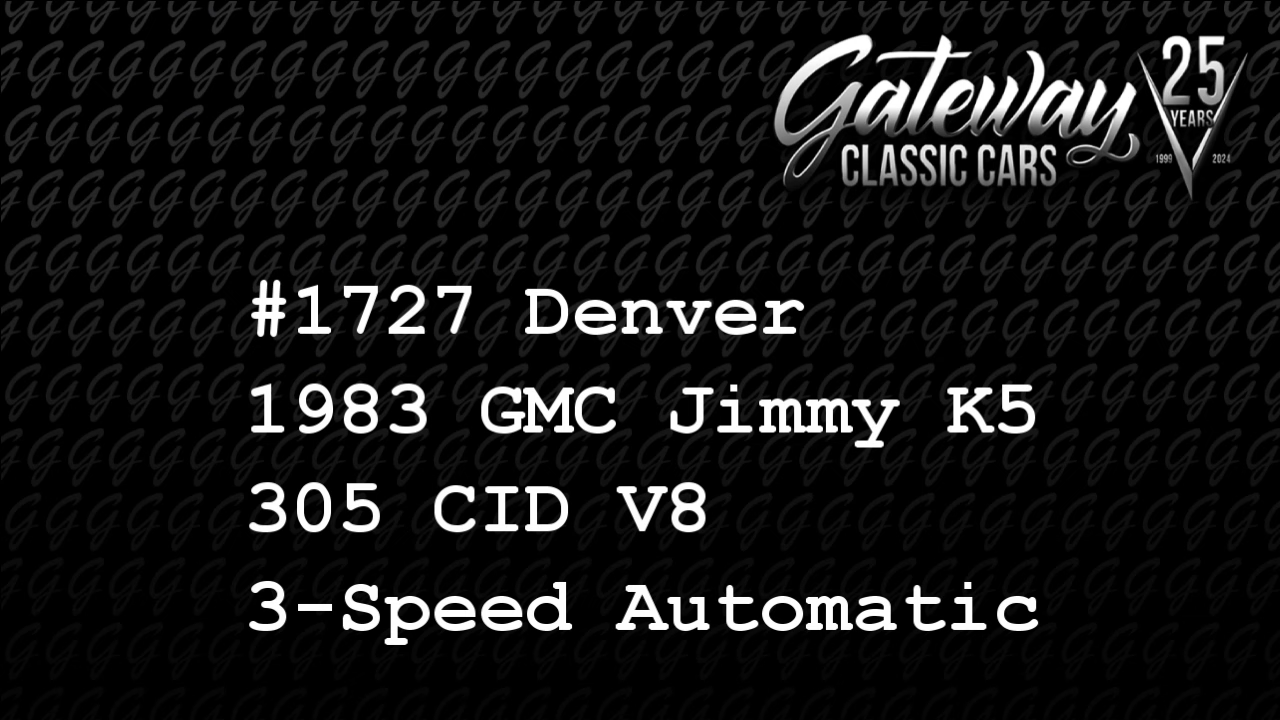 Gateway
CLASSIC CARS
25
YEARS
1999 2024
#1727 Denver
1983 GMC Jimmy K5
305 CID V8
3-Speed Automatic